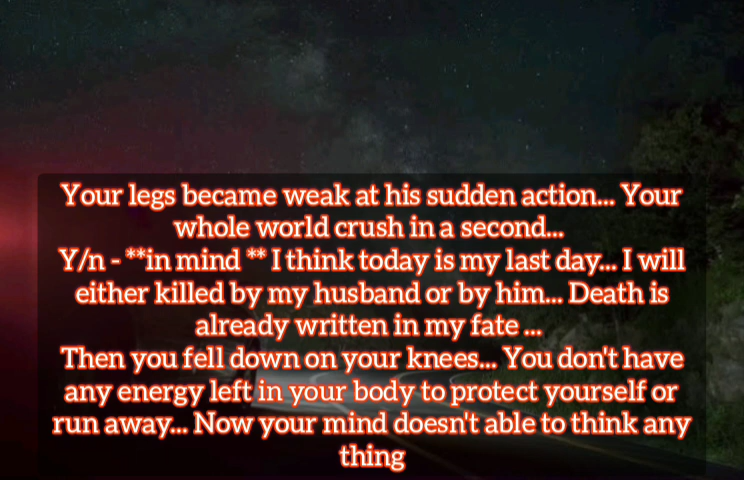 Your legs became weak at his sudden action... Your
whole world crush in a second...
Y/n - **in mind ** I think today is my last day... I will
either killed by my husband or by him... Death is
already written in my fate ...
Then you fell down on your knees... You don't have
any energy left in your body to protect yourself or
run away... Now your mind doesn't able to think any
thing